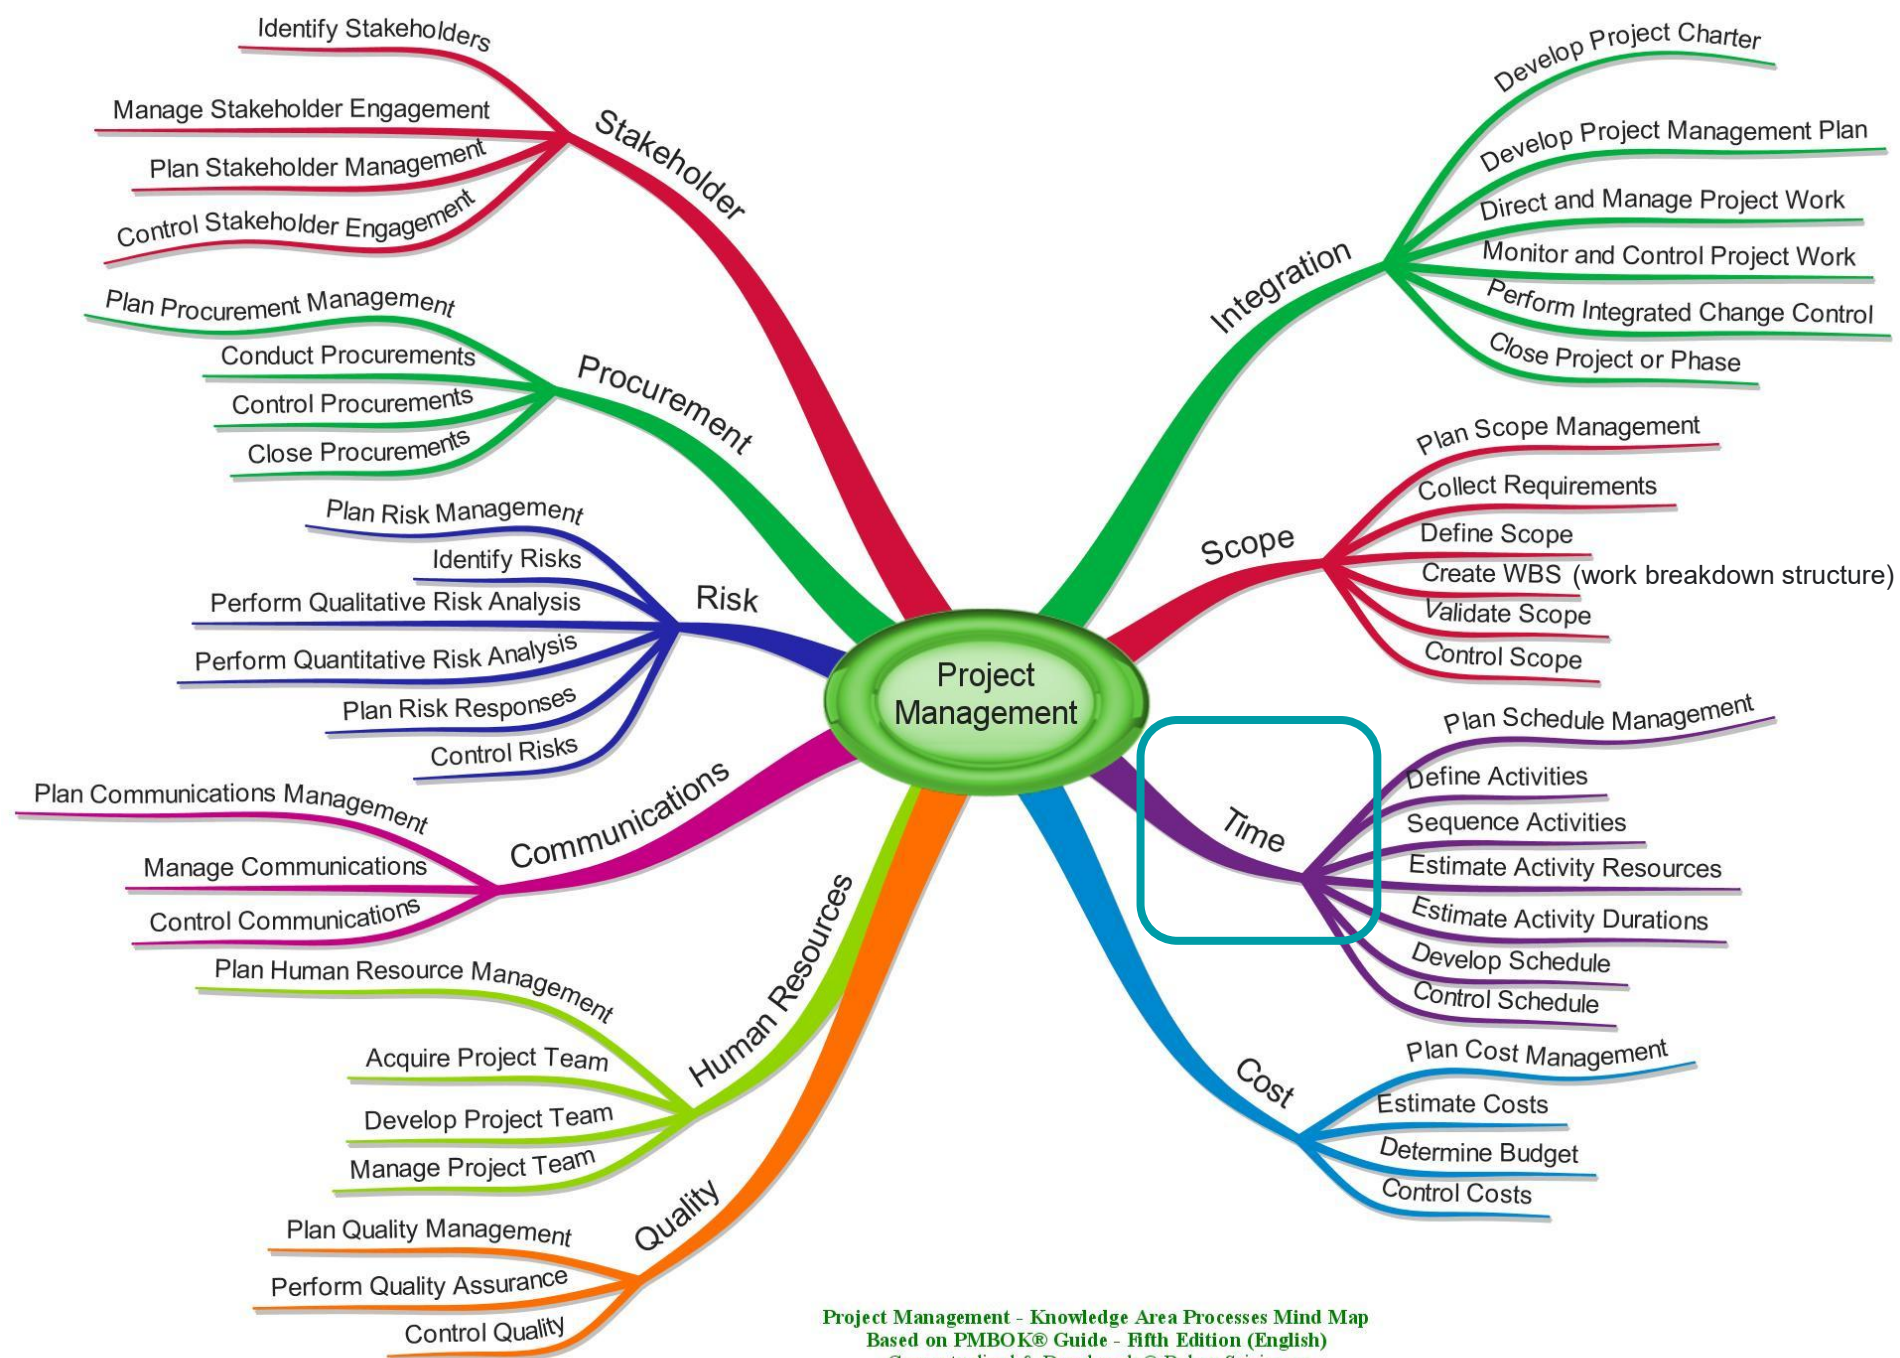 Project
Management
Integration
Develop Project Charter
Develop Project Management Plan
Direct and Manage Project Work
Monitor and Control Project Work
Perform Integrated Change Control
Close Project or Phase
Scope
Plan Scope Management
Collect Requirements
Define Scope
Create WBS (work breakdown structure)
Validate Scope
Control Scope
Time
Plan Schedule Management
Define Activities
Sequence Activities
Estimate Activity Resources
Estimate Activity Durations
Develop Schedule
Control Schedule
Cost
Plan Cost Management
Estimate Costs
Determine Budget
Control Costs
Stakeholder
Identify Stakeholders
Manage Stakeholder Engagement
Plan Stakeholder Management
Control Stakeholder Engagement
Procurement
Plan Procurement Management
Conduct Procurements
Control Procurements
Close Procurements
Risk
Plan Risk Management
Identify Risks
Perform Qualitative Risk Analysis
Perform Quantitative Risk Analysis
Plan Risk Responses
Control Risks
Communications
Plan Communications Management
Manage Communications
Control Communications
Human Resources
Plan Human Resource Management
Acquire Project Team
Develop Project Team
Manage Project Team
Quality
Plan Quality Management
Perform Quality Assurance
Control Quality
Project Management - Knowledge Area Processes Mind Map
Based on PMBOK® Guide - Fifth Edition (English)